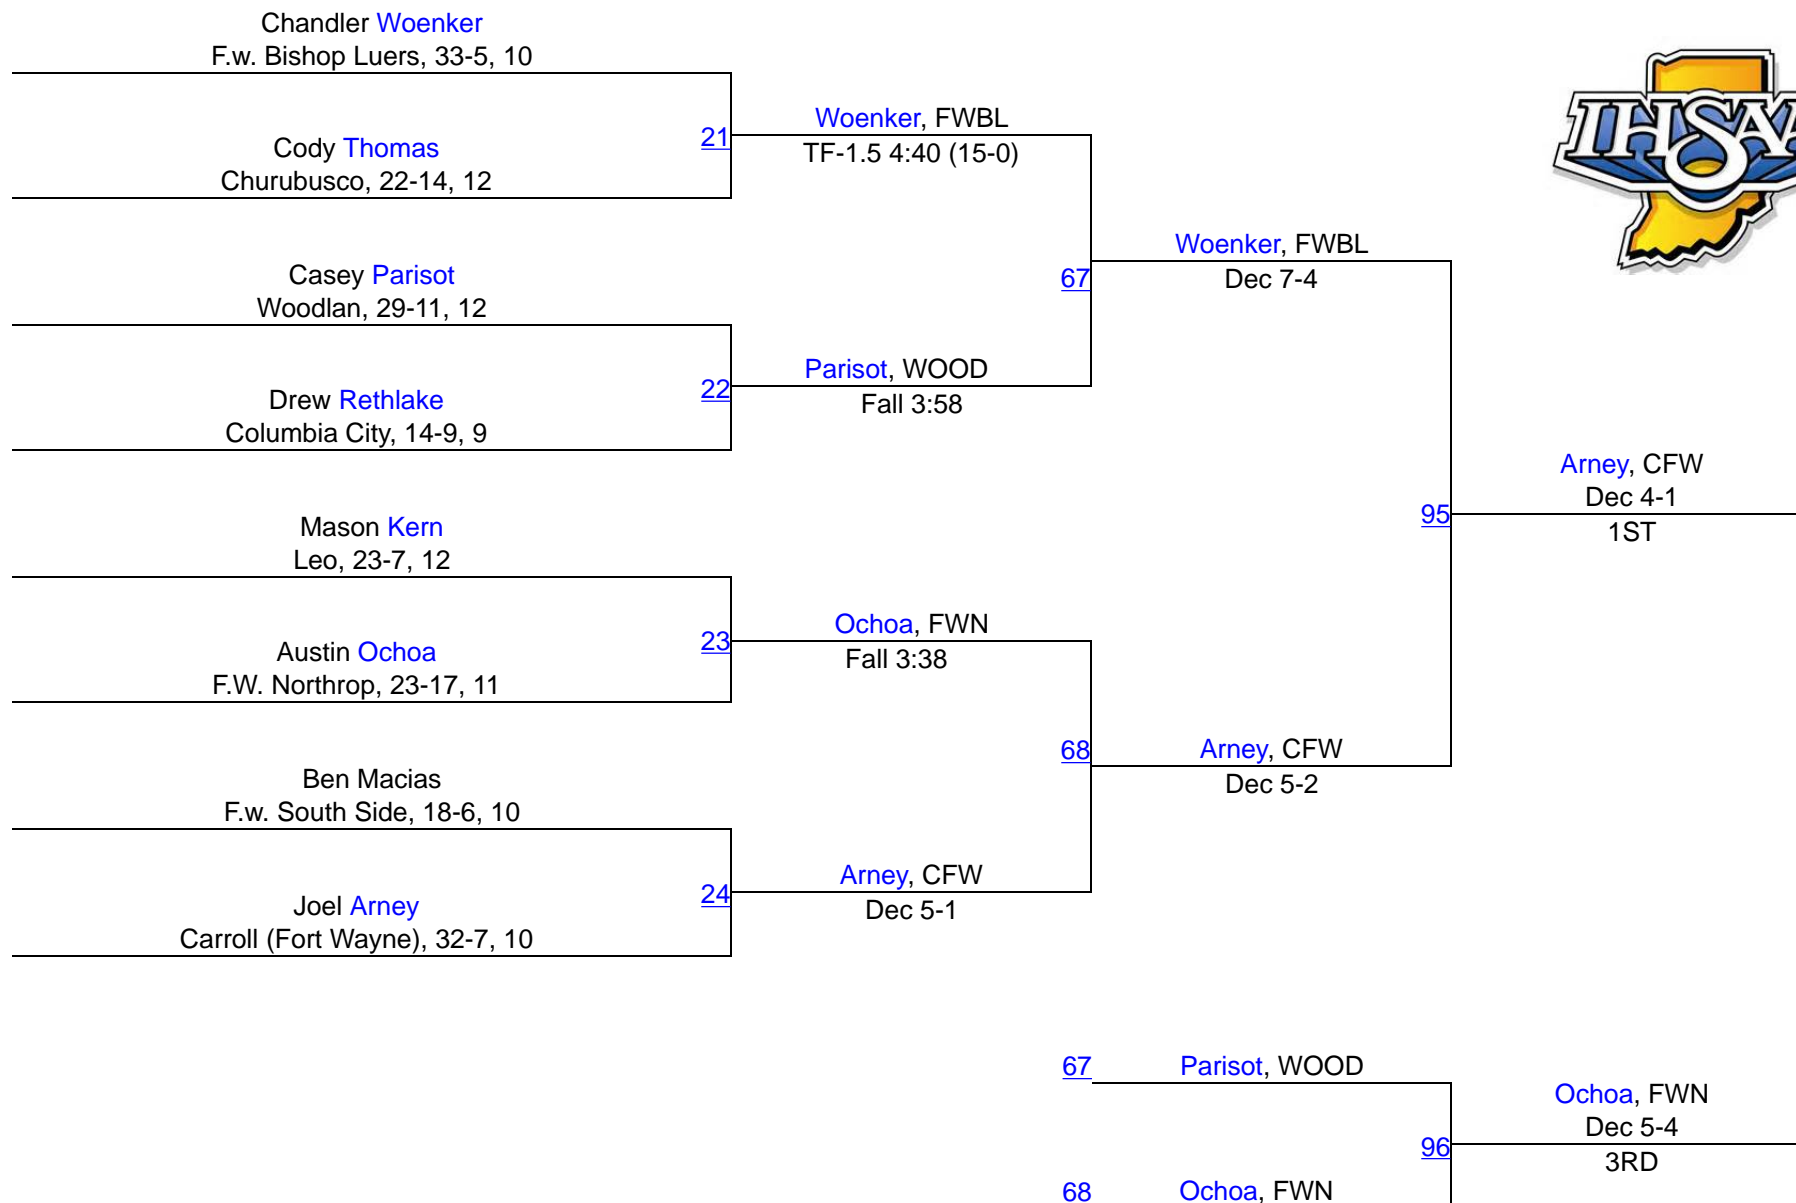 Chandler Woenker
F.w. Bishop Luers, 33-5, 10
Cody Thomas
Churubusco, 22-14, 12
21
Woenker, FWBL
TF-1.5 4:40 (15-0)
Casey Parisot
Woodlan, 29-11, 12
Drew Rethlake
Columbia City, 14-9, 9
22
Parisot, WOOD
Fall 3:58
67
Woenker, FWBL
Dec 7-4
Mason Kern
Leo, 23-7, 12
Austin Ochoa
F.W. Northrop, 23-17, 11
23
Ochoa, FWN
Fall 3:38
Ben Macias
F.w. South Side, 18-6, 10
Joel Arney
Carroll (Fort Wayne), 32-7, 10
24
Arney, CFW
Dec 5-1
68
Arney, CFW
Dec 5-2
95
Arney, CFW
Dec 4-1
1ST
67
Parisot, WOOD
68
Ochoa, FWN
96
Ochoa, FWN
Dec 5-4
3RD
IHSAA